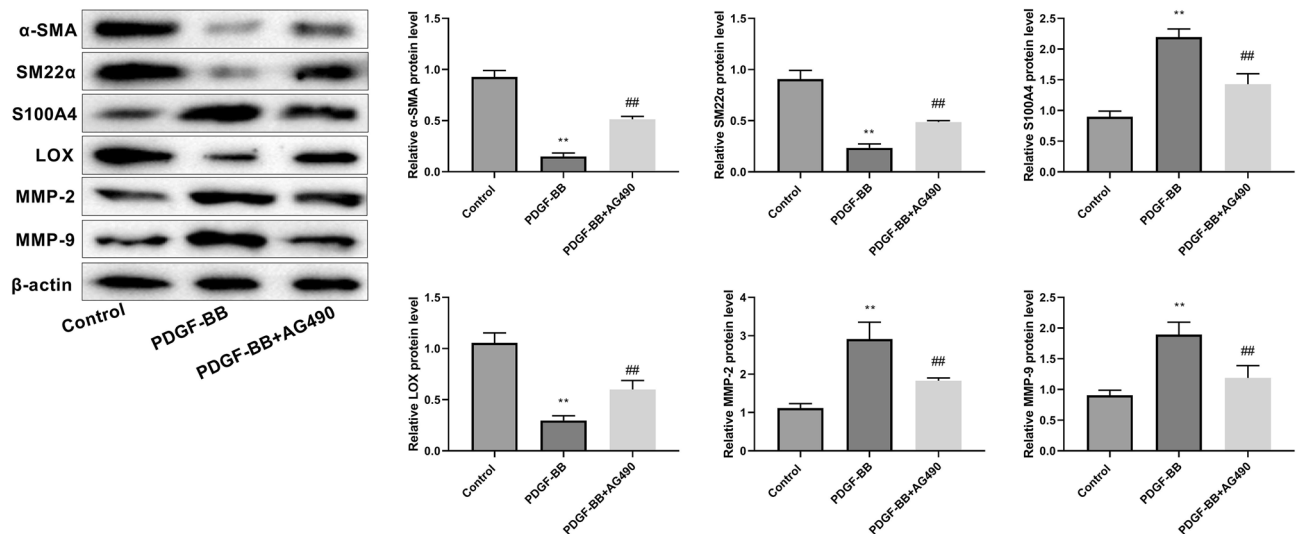 α-SMA
SM22α
S100A4
LOX
MMP-2
MMP-9
β-actin
Control
PDGF-BB
PDGF-BB+AG490
Relative α-SMA protein level
1.5
1.0
0.5
0.0
**
##
Control
PDGF-BB
PDGF-BB+AG490
Relative SM22α protein level
1.5
1.0
0.5
0.0
**
##
Control
PDGF-BB
PDGF-BB+AG490
Relative S100A4 protein level
2.5
2.0
1.5
1.0
0.5
0.0
**
##
Control
PDGF-BB
PDGF-BB+AG490
Relative LOX protein level
1.5
1.0
0.5
0.0
**
##
Control
PDGF-BB
PDGF-BB+AG490
Relative MMP-2 protein level
4
3
2
1
0
**
##
Control
PDGF-BB
PDGF-BB+AG490
Relative MMP-9 protein level
2.5
2.0
1.5
1.0
0.5
0.0
**
##
Control
PDGF-BB
PDGF-BB+AG490